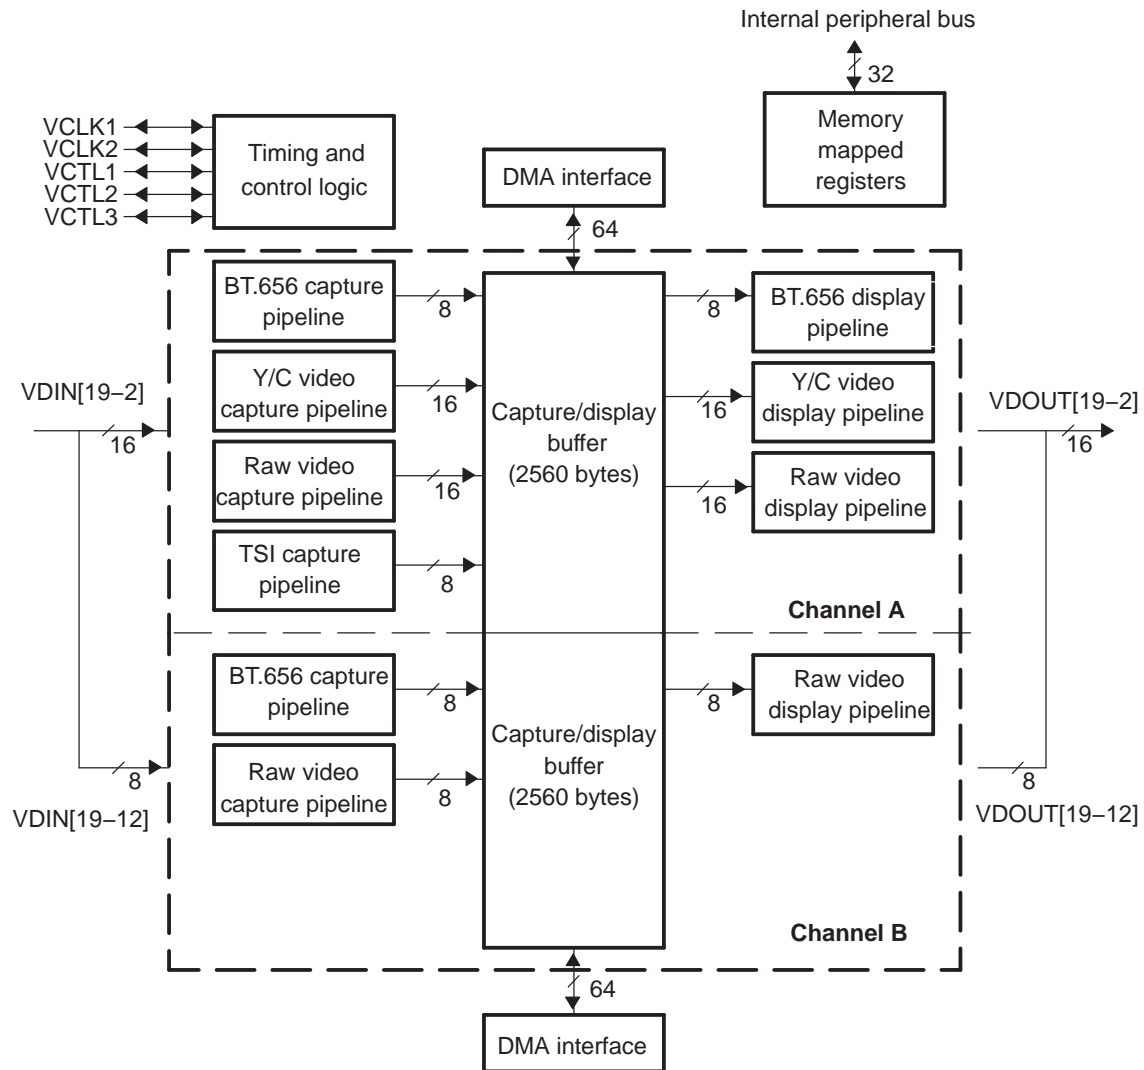 Internal peripheral bus
32
VCLK1
VCLK2
VCTL1
VCTL2
VCTL3
Timing and
control logic
DMA interface
64
Memory
mapped
registers
BT.656 capture
pipeline
8
Y/C video
capture pipeline
16
Raw video
capture pipeline
16
TSI capture
pipeline
8
Capture/display
buffer
(2560 bytes)
8
BT.656 display
pipeline
16
Y/C video
display pipeline
16
Raw video
display pipeline
Channel A
VDIN[19–2]
16
VDOUT[19–2]
16
BT.656 capture
pipeline
8
Raw video
capture pipeline
8
Capture/display
buffer
(2560 bytes)
8
Raw video
display pipeline
8
VDIN[19–12]
8
VDOUT[19–12]
Channel B
64
DMA interface